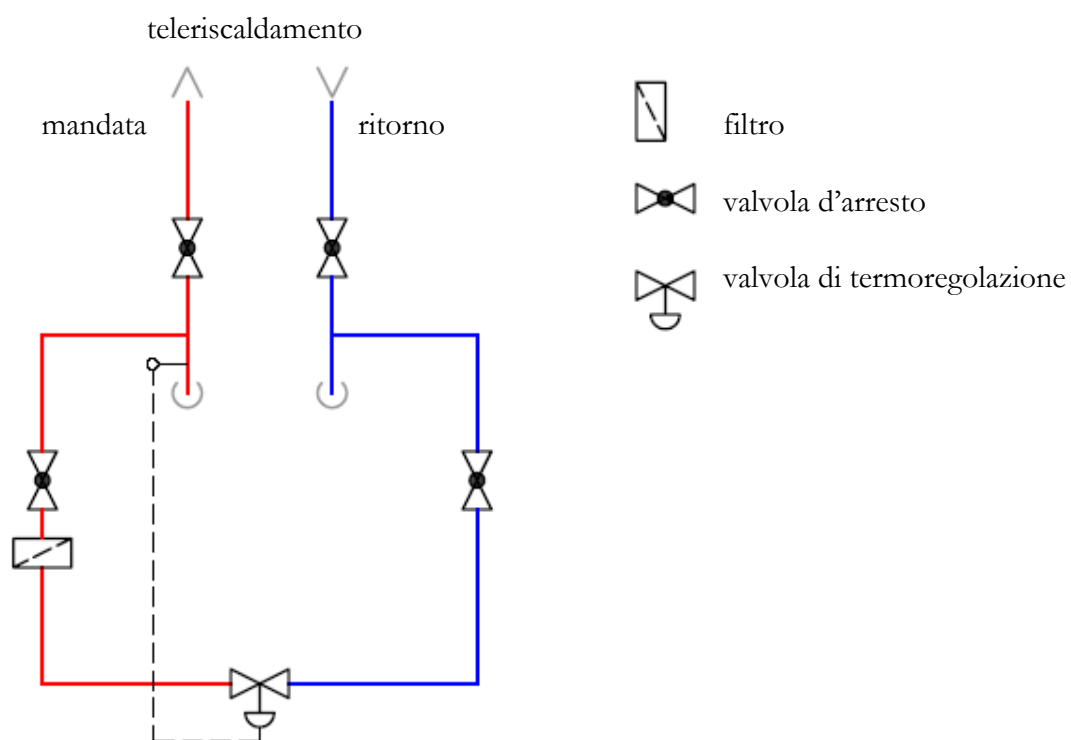 teleriscaldamento
mandata
ritorno
filtro
valvola d’arresto
valvola di termoregolazione